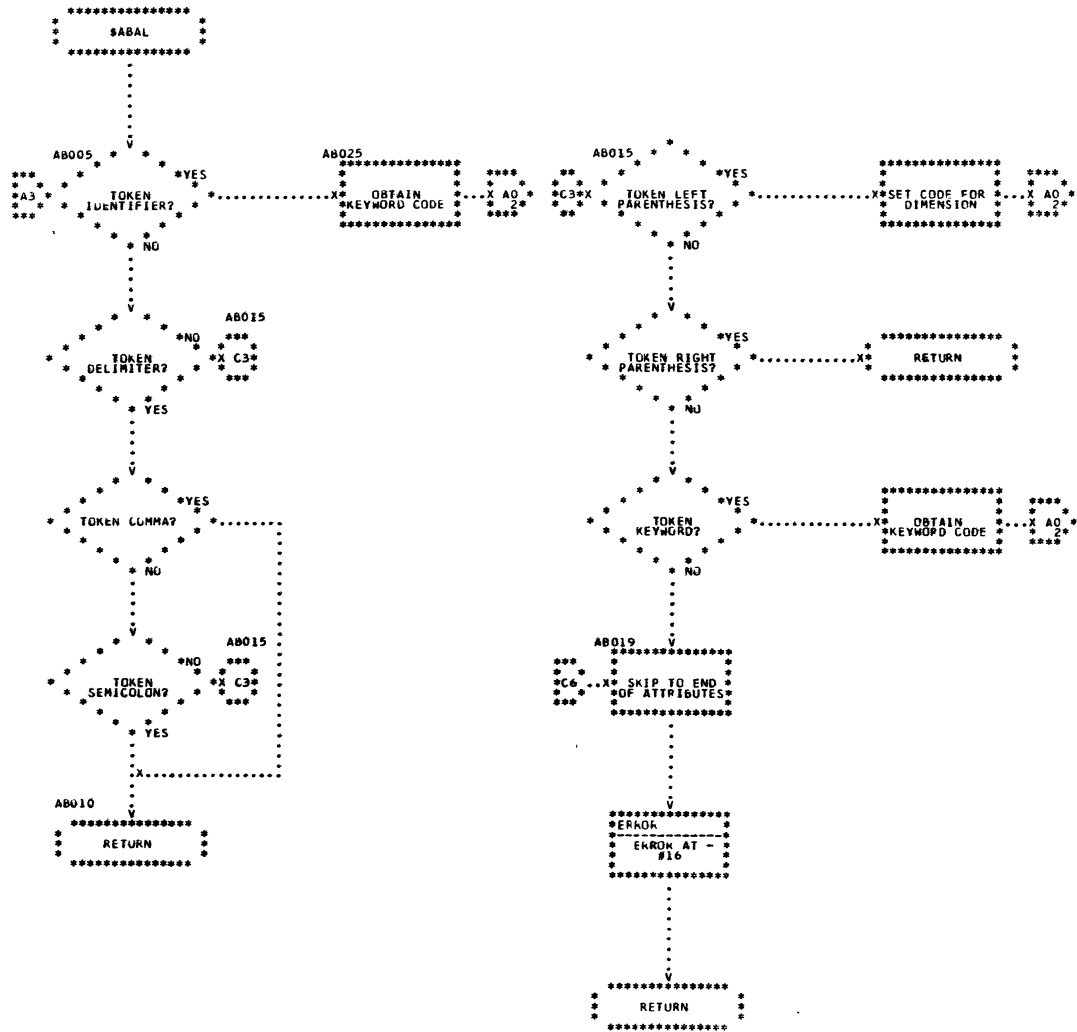 $ABAL
AB005
A3
TOKEN
IDENTIFIER?
YES
AB025
OBTAIN
KEYWORD CODE
A0
2
NO
AB015
TOKEN
DELIMITER?
NO
C3
YES
TOKEN COMMA?
YES
NO
AB015
TOKEN
SEMICOLON?
NO
C3
YES
AB010
RETURN
AB015
C3
TOKEN LEFT
PARENTHESIS?
YES
SET CODE FOR
DIMENSION
A0
2
NO
TOKEN RIGHT
PARENTHESIS?
YES
RETURN
NO
TOKEN
KEYWORD?
YES
OBTAIN
KEYWORD CODE
A0
2
NO
AB019
C6
SKIP TO END
OF ATTRIBUTES
ERROR
ERROR AT -
#16
RETURN